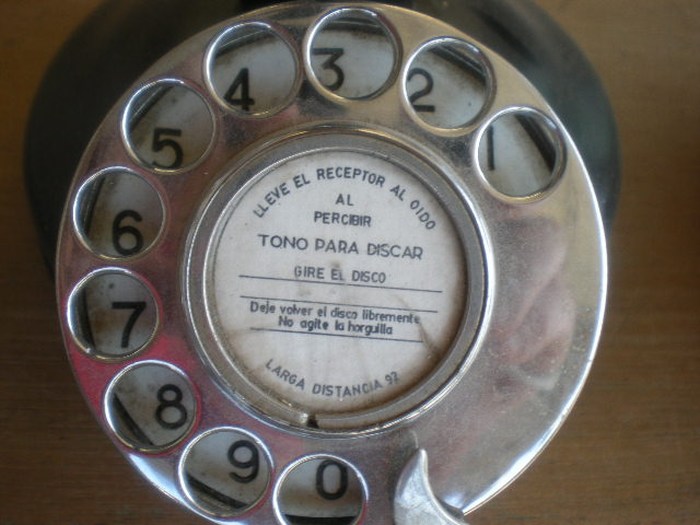 1
2
3
4
5
6
7
8
9
0
LLEVE EL RECEPTOR AL OIDO
AL
PERCIBIR
TONO PARA DISCAR
GIRE EL DISCO
Deje volver el disco libremente
No agite la horguilla
LARGA DISTANCIA 92